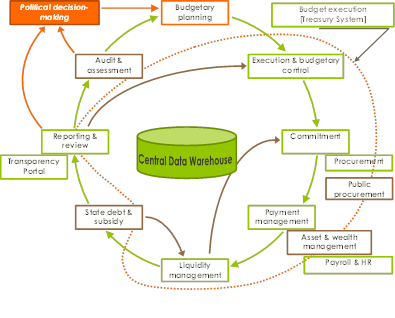 Political decision-
making
Budgetary
planning
Budget execution
[Treasury System]
Audit &
assessment
Execution & budgetary
control
Central Data Warehouse
Reporting &
review
Commitment
Transparency
Portal
Procurement
Public
procurement
State debt &
subsidy
Payment
management
Asset & wealth
management
Liquidity
management
Payroll & HR